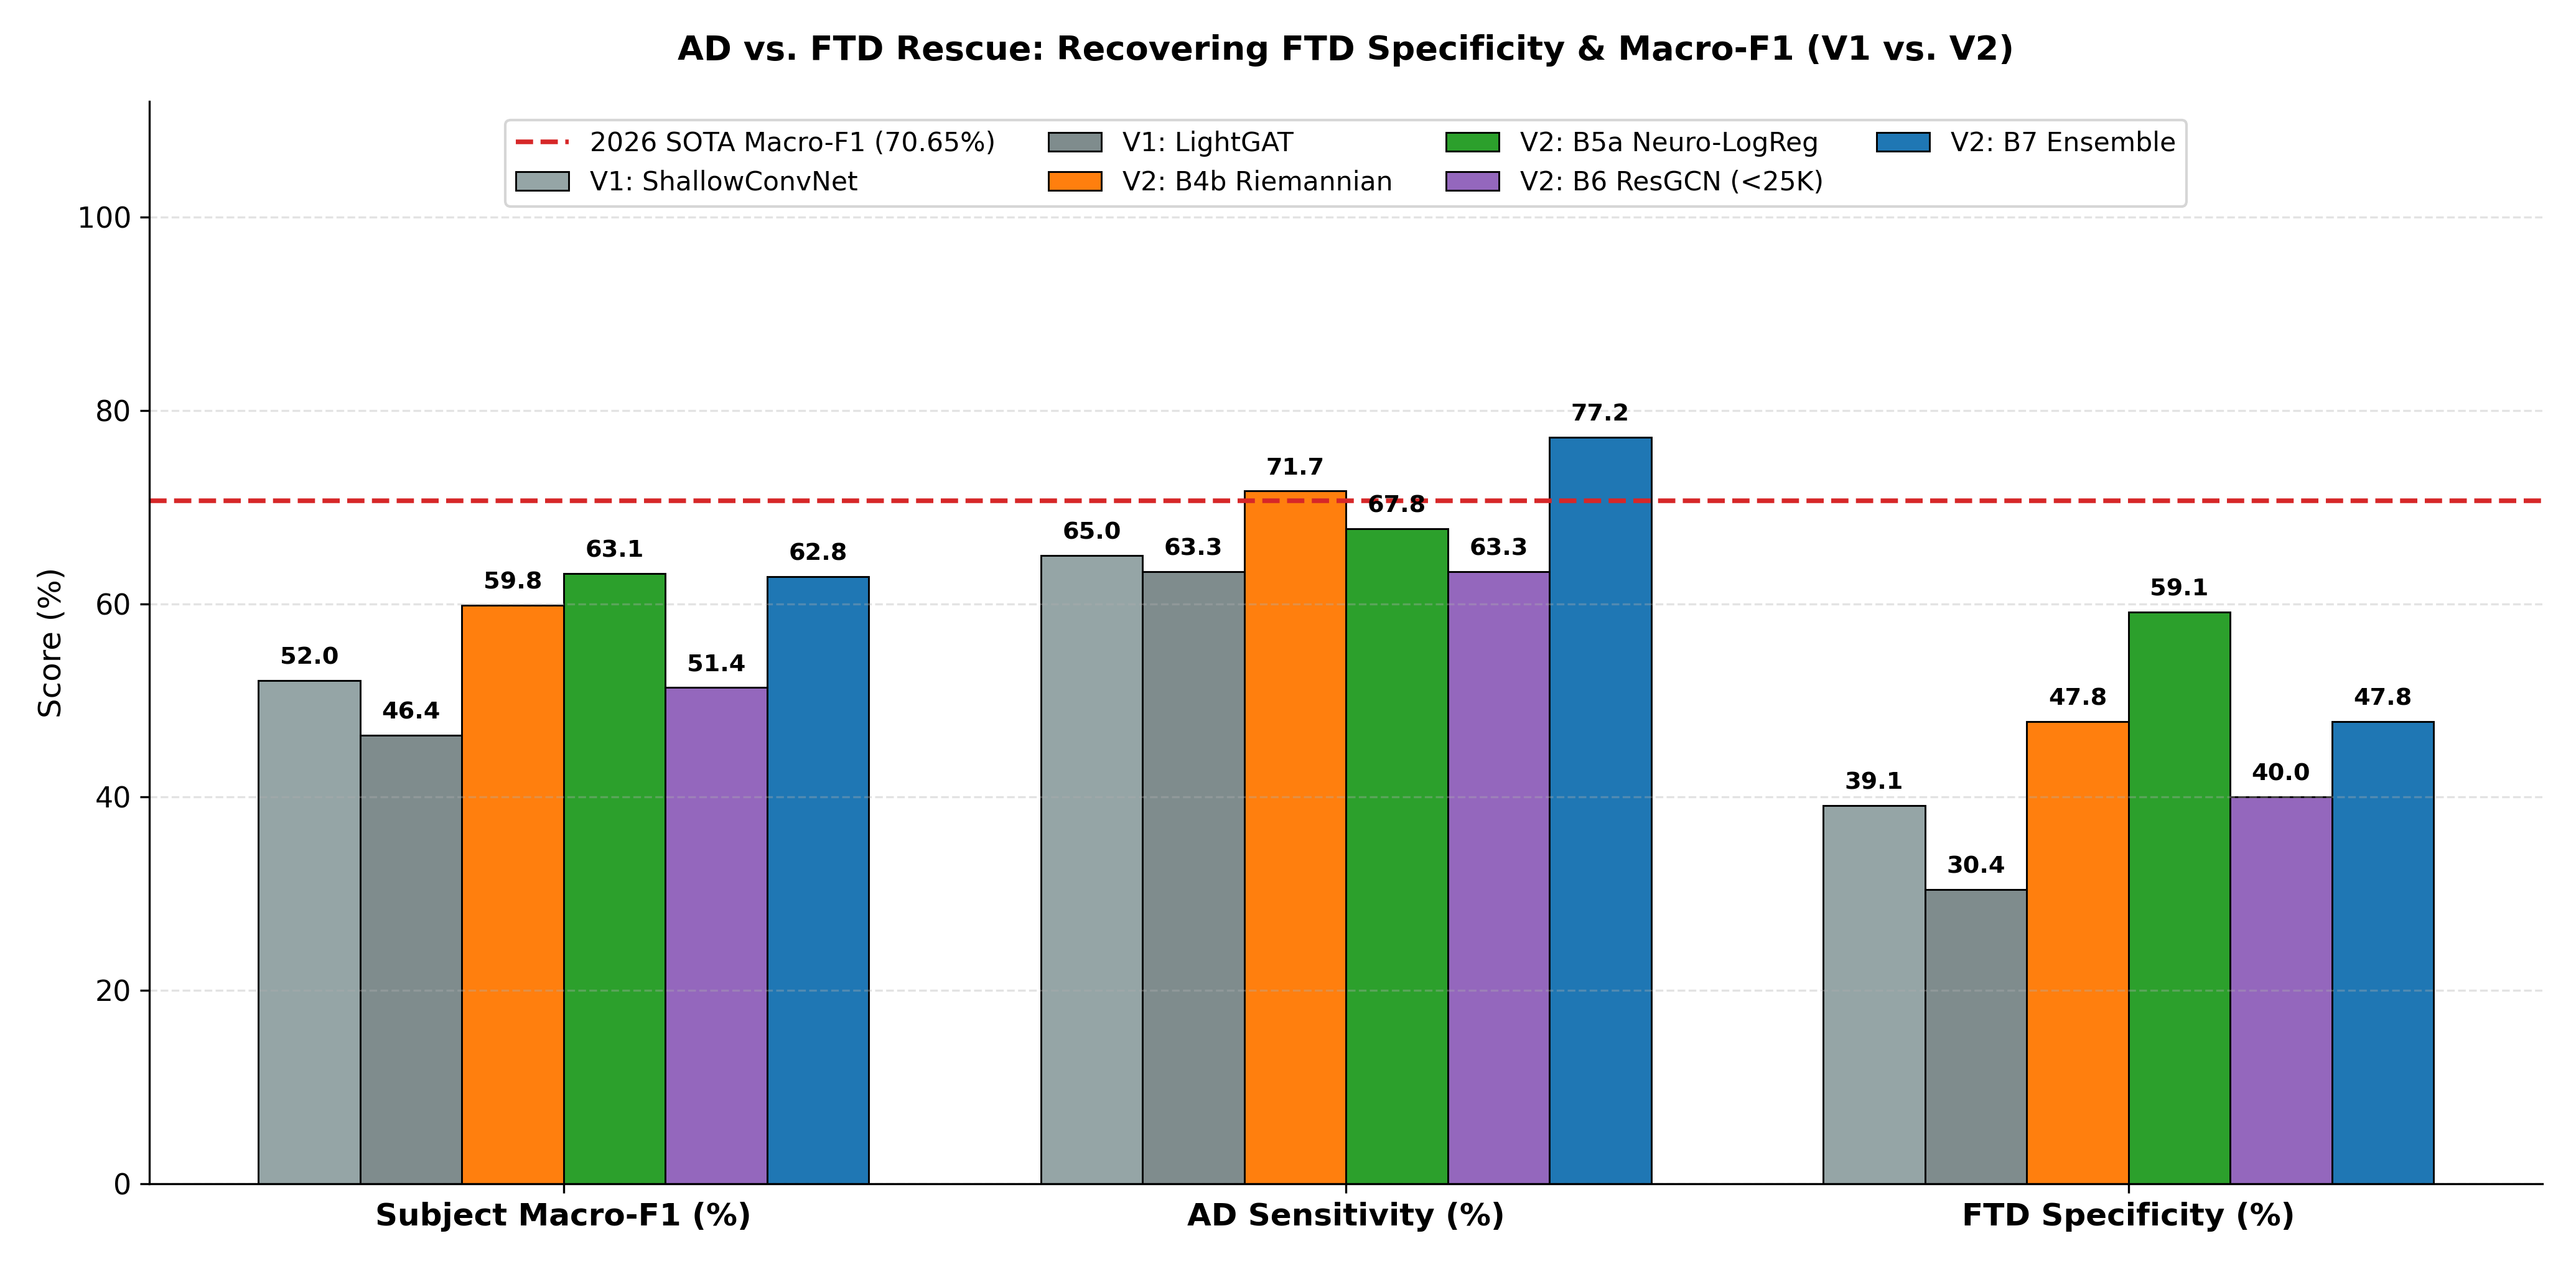 AD vs. FTD Rescue: Recovering FTD Specificity & Macro-F1 (V1 vs. V2)
2026 SOTA Macro-F1 (70.65%)
V1: ShallowConvNet
V1: LightGAT
V2: B4b Riemannian
V2: B5a Neuro-LogReg
V2: B6 ResGCN (<25K)
V2: B7 Ensemble
Score (%)
100
80
60
40
20
0
52.0
46.4
59.8
63.1
51.4
62.8
65.0
63.3
71.7
67.8
63.3
77.2
39.1
30.4
47.8
59.1
40.0
47.8
Subject Macro-F1 (%)
AD Sensitivity (%)
FTD Specificity (%)